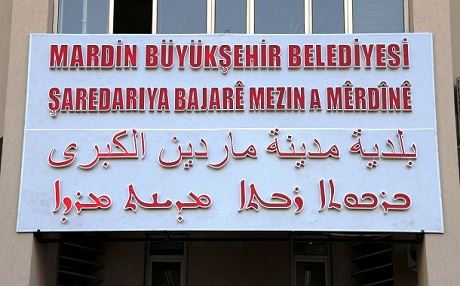 MARDİN BÜYÜKŞEHİR BELEDİYESİ
ŞAREDARIYA BAJARÊ MEZIN A MÊRDÎNÊ
بلدية مدينة ماردين الكبرى